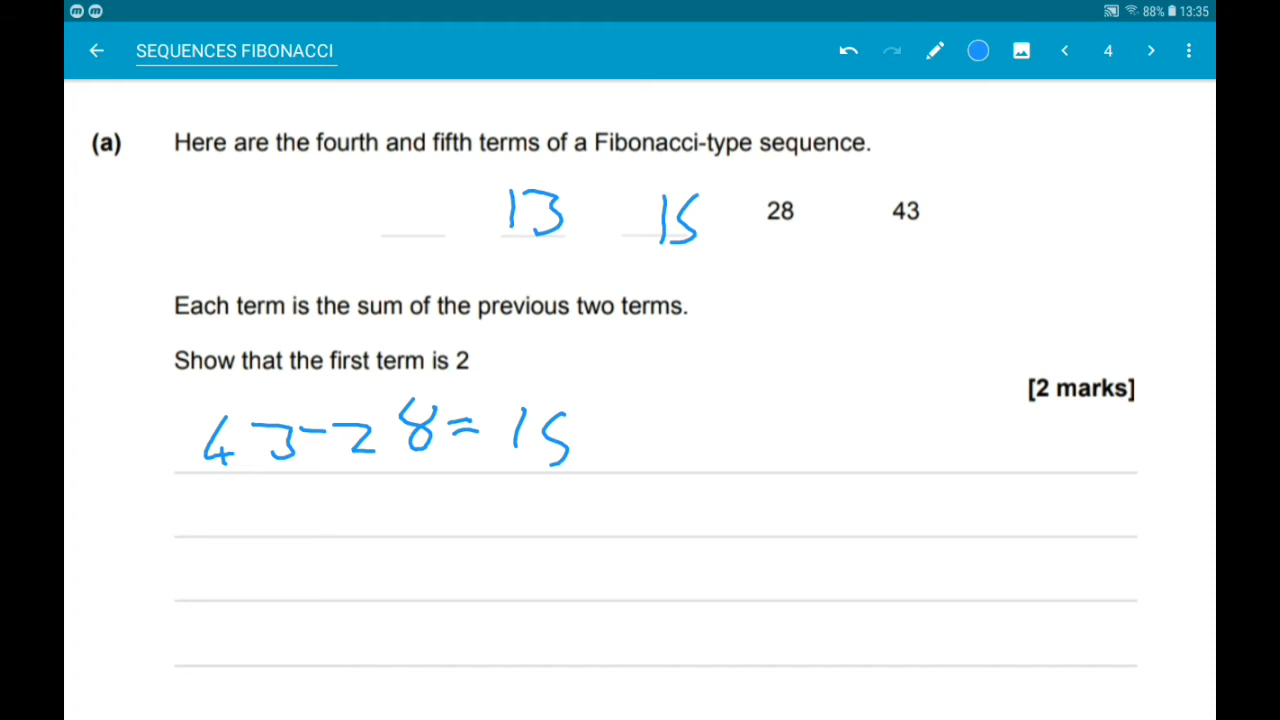 88% 13:35
SEQUENCES FIBONACCI 4
(a) Here are the fourth and fifth terms of a Fibonacci-type sequence.
13 15 28 43
Each term is the sum of the previous two terms.
Show that the first term is 2
[2 marks]
43-28=15